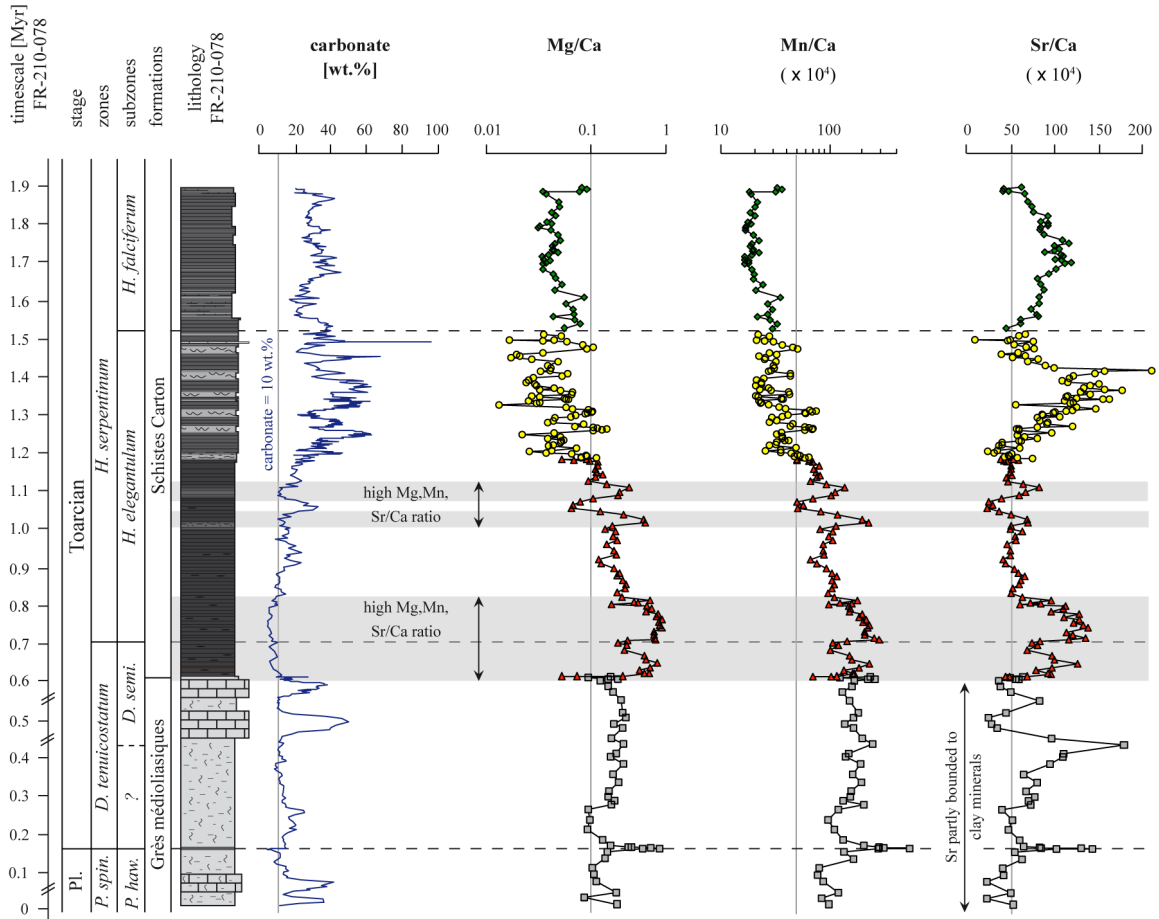 timescale [Myr]
FR-210-078
stage
zones
subzones
formations
lithology
FR-210-078
carbonate
[wt.%]
Mg/Ca
Mn/Ca
( x 10⁴)
Sr/Ca
( x 10⁴)
0 20 40 60 80 100
0.01 0.1 1
10 100
0 50 100 150 200
1.9
1.8
1.7
1.6
1.5
1.4
1.3
1.2
1.1
1.0
0.9
0.8
0.7
0.6
0.5
0.4
0.3
0.2
0.1
0
Toarcian
Pl.
H. serpentinum
D. tenuicostatum
P. spin.
H. falciferum
H. elegantulum
D. semi.
?
P. haw.
Schistes Carton
Grès médioliasiques
carbonate = 10 wt.%
high Mg,Mn,
Sr/Ca ratio
high Mg,Mn,
Sr/Ca ratio
Sr partly bounded to
clay minerals